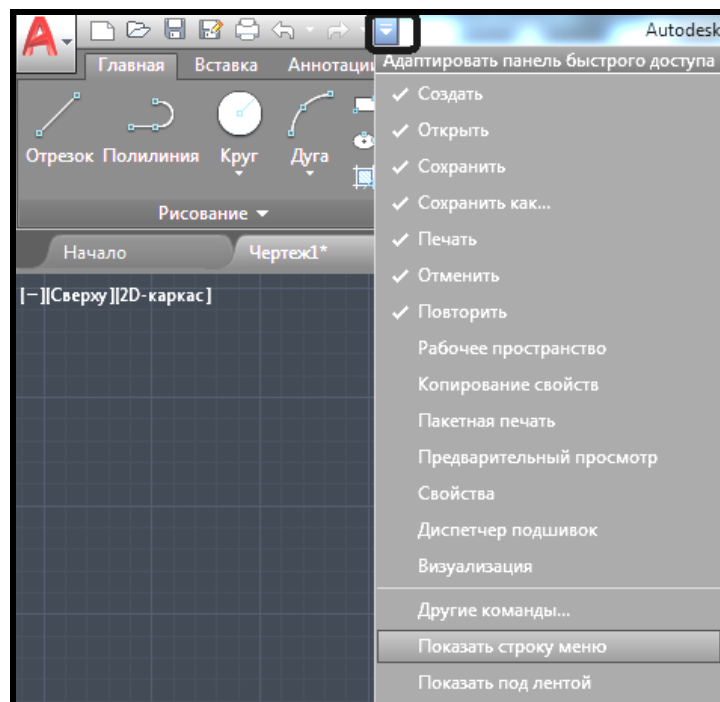 Autodesk
Главная Вставка Аннотации
Адаптировать панель быстрого доступа
Отрезок Полилиния Круг Дуга
Рисование
Начало Чертеж1*
[−][Сверху][2D-каркас]
Создать
Открыть
Сохранить
Сохранить как...
Печать
Отменить
Повторить
Рабочее пространство
Копирование свойств
Пакетная печать
Предварительный просмотр
Свойства
Диспетчер подшивок
Визуализация
Другие команды...
Показать строку меню
Показать под лентой